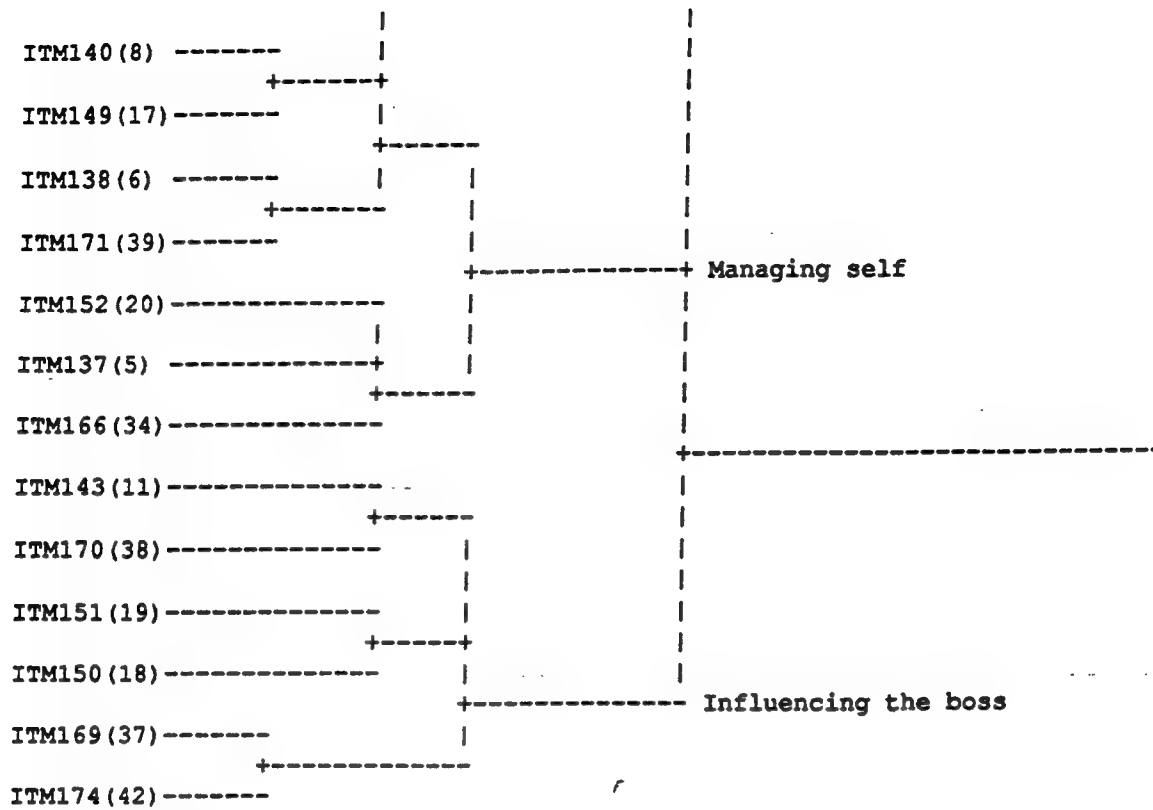 ITM140(8)
ITM149(17)
ITM138(6)
ITM171(39)
Managing self
ITM152(20)
ITM137(5)
ITM166(34)
ITM143(11)
ITM170(38)
ITM151(19)
ITM150(18)
Influencing the boss
ITM169(37)
ITM174(42)